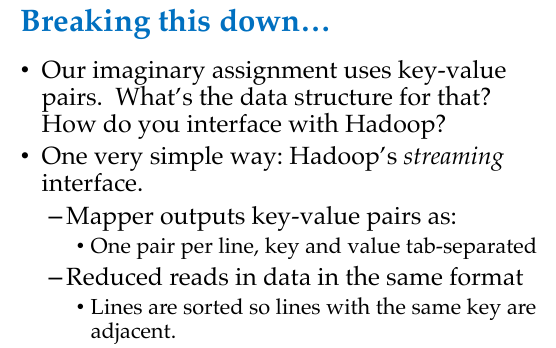 Breaking this down…
• Our imaginary assignment uses key-value
pairs.  What's the data structure for that?
How do you interface with Hadoop?
• One very simple way: Hadoop's streaming
interface.
–Mapper outputs key-value pairs as:
• One pair per line, key and value tab-separated
–Reduced reads in data in the same format
• Lines are sorted so lines with the same key are
adjacent.